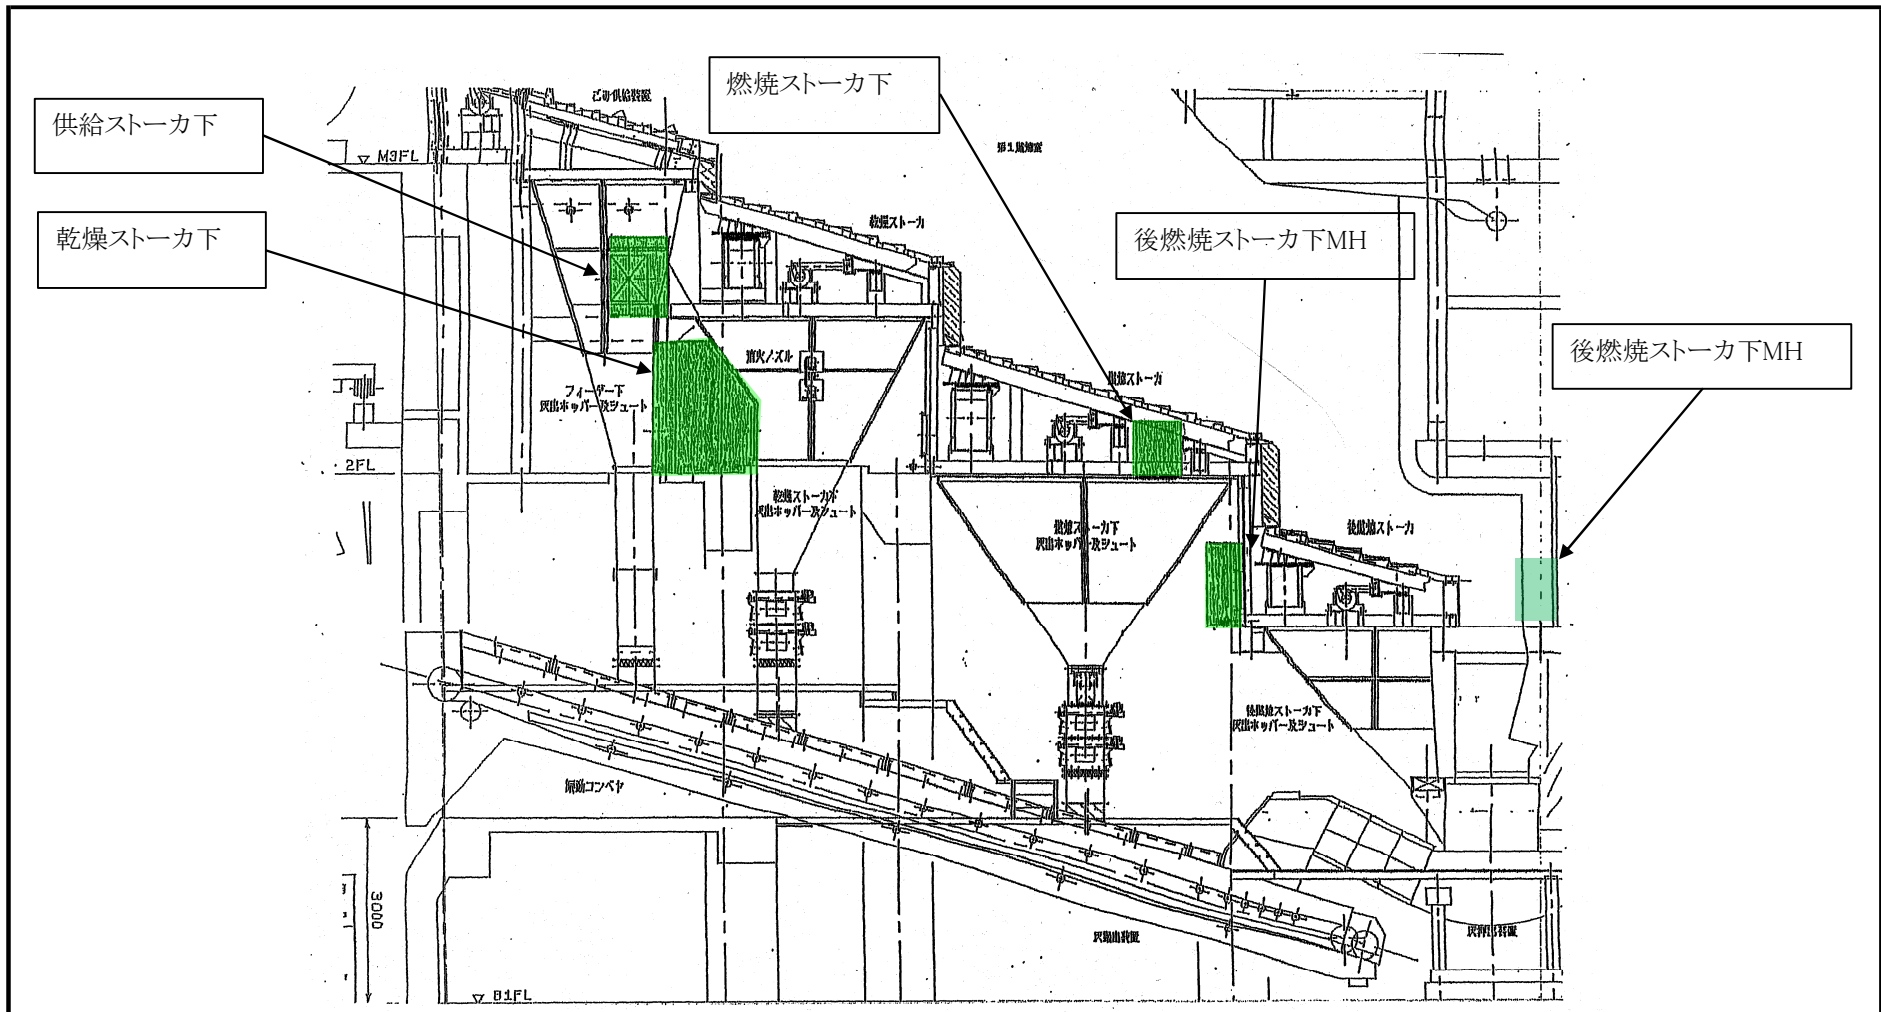 燃焼ストーカ下
ごみ供給装置
供給ストーカ下
M3FL
乾燥ストーカ
乾燥ストーカ下
後燃焼ストーカ下MH
後燃焼ストーカ下MH
消火ノズル
燃焼ストーカ
フィーダー下
灰出ホッパー及シュート
2FL
乾燥ストーカ下
灰出ホッパー及シュート
燃焼ストーカ下
灰出ホッパー及シュート
後燃焼ストーカ
後燃焼ストーカ下
灰出ホッパー及シュート
振動コンベヤ
3000
灰押出装置
B1FL